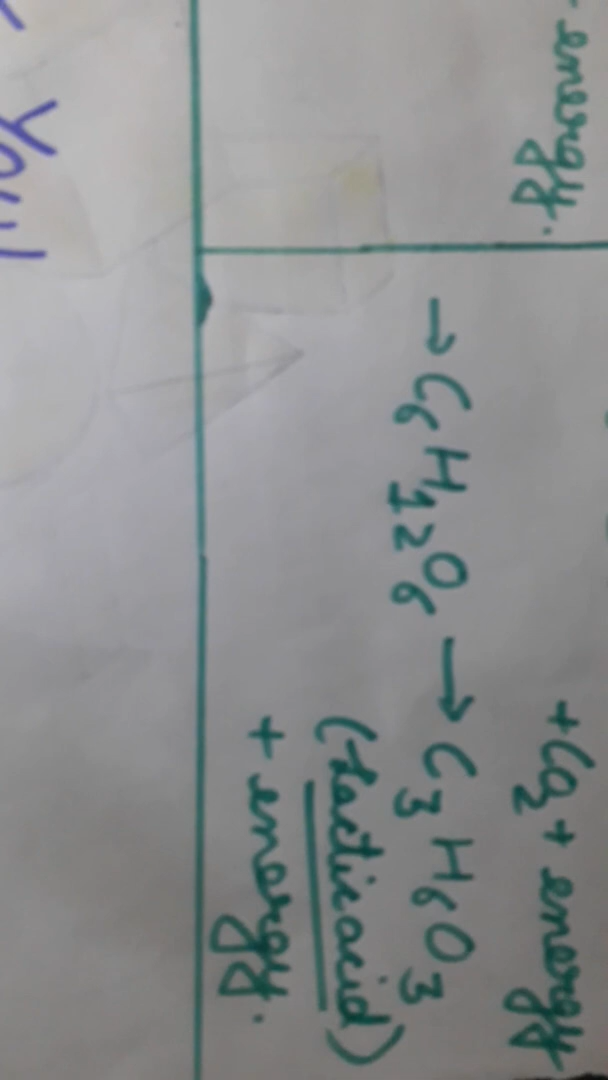 energy.
+CO₂ + energy
→ C₆H₁₂O₆ → C₃H₆O₃
(Lactic acid)
+ energy.